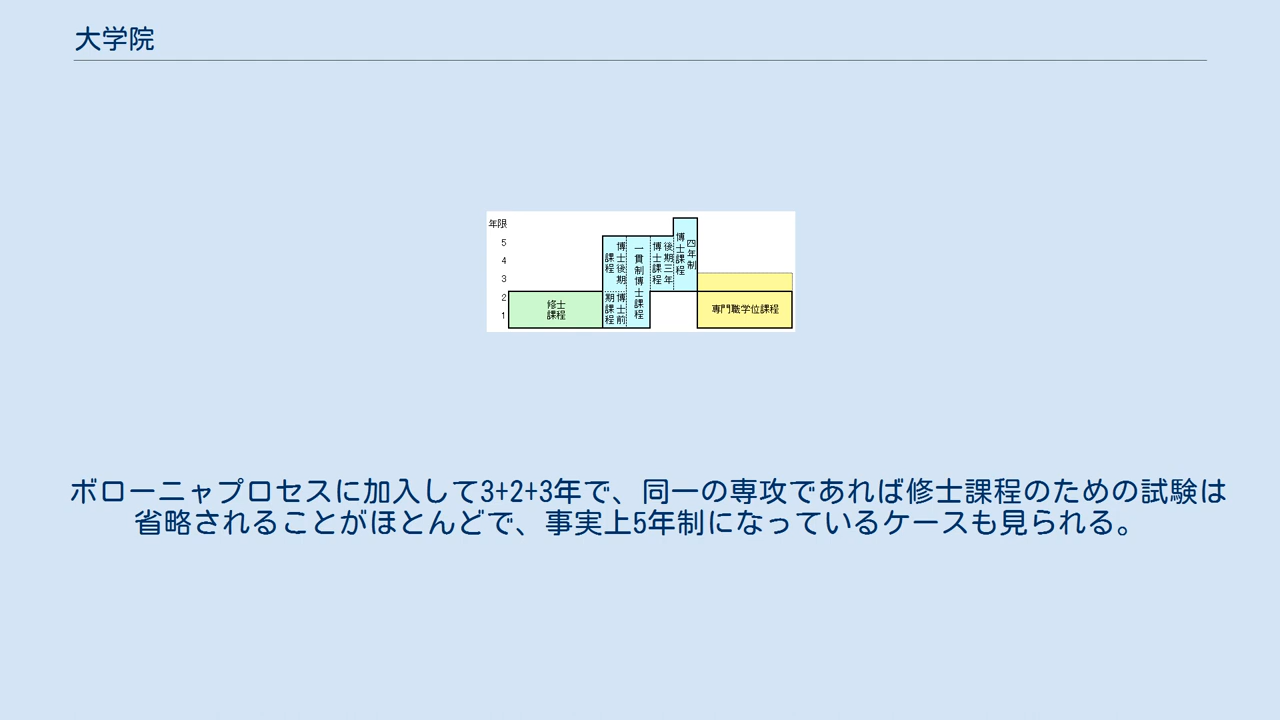 大学院
年限
5
4
3
2
1
修士
課程
博士後期
課程
博士前
期課程
一貫制博士課程
後期三年
博士課程
四年制
博士課程
専門職学位課程
ボローニャプロセスに加入して3+2+3年で、同一の専攻であれば修士課程のための試験は
省略されることがほとんどで、事実上5年制になっているケースも見られる。